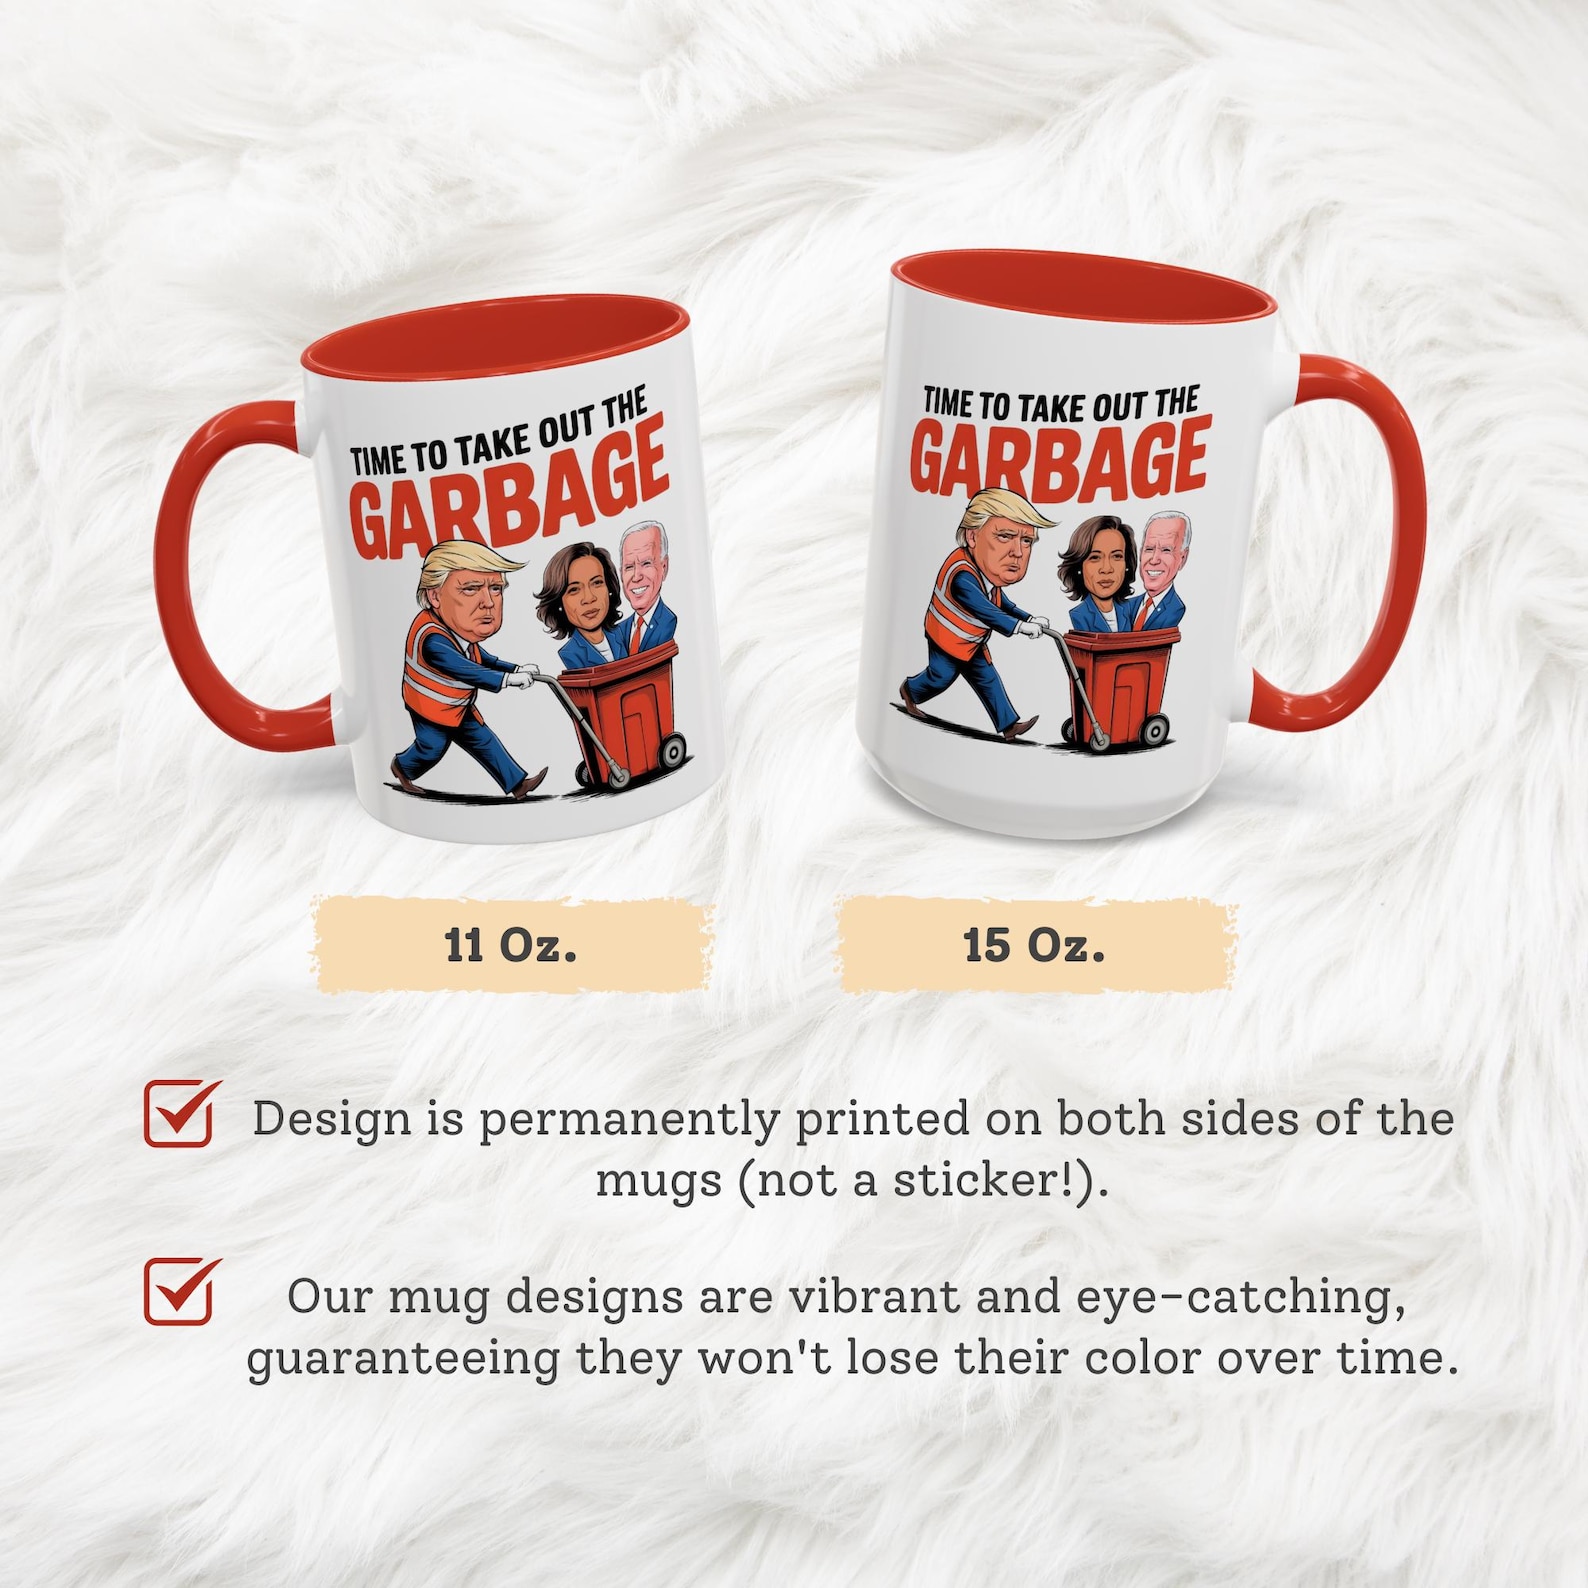 TIME TO TAKE OUT THE
GARBAGE
TIME TO TAKE OUT THE
GARBAGE
11 Oz.
15 Oz.
Design is permanently printed on both sides of the
mugs (not a sticker!).
Our mug designs are vibrant and eye-catching,
guaranteeing they won't lose their color over time.